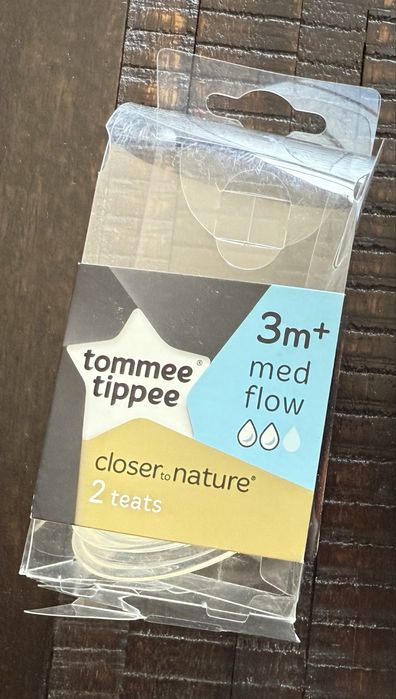 3m+
med
flow
tommee®
tippee
closer to nature®
2 teats